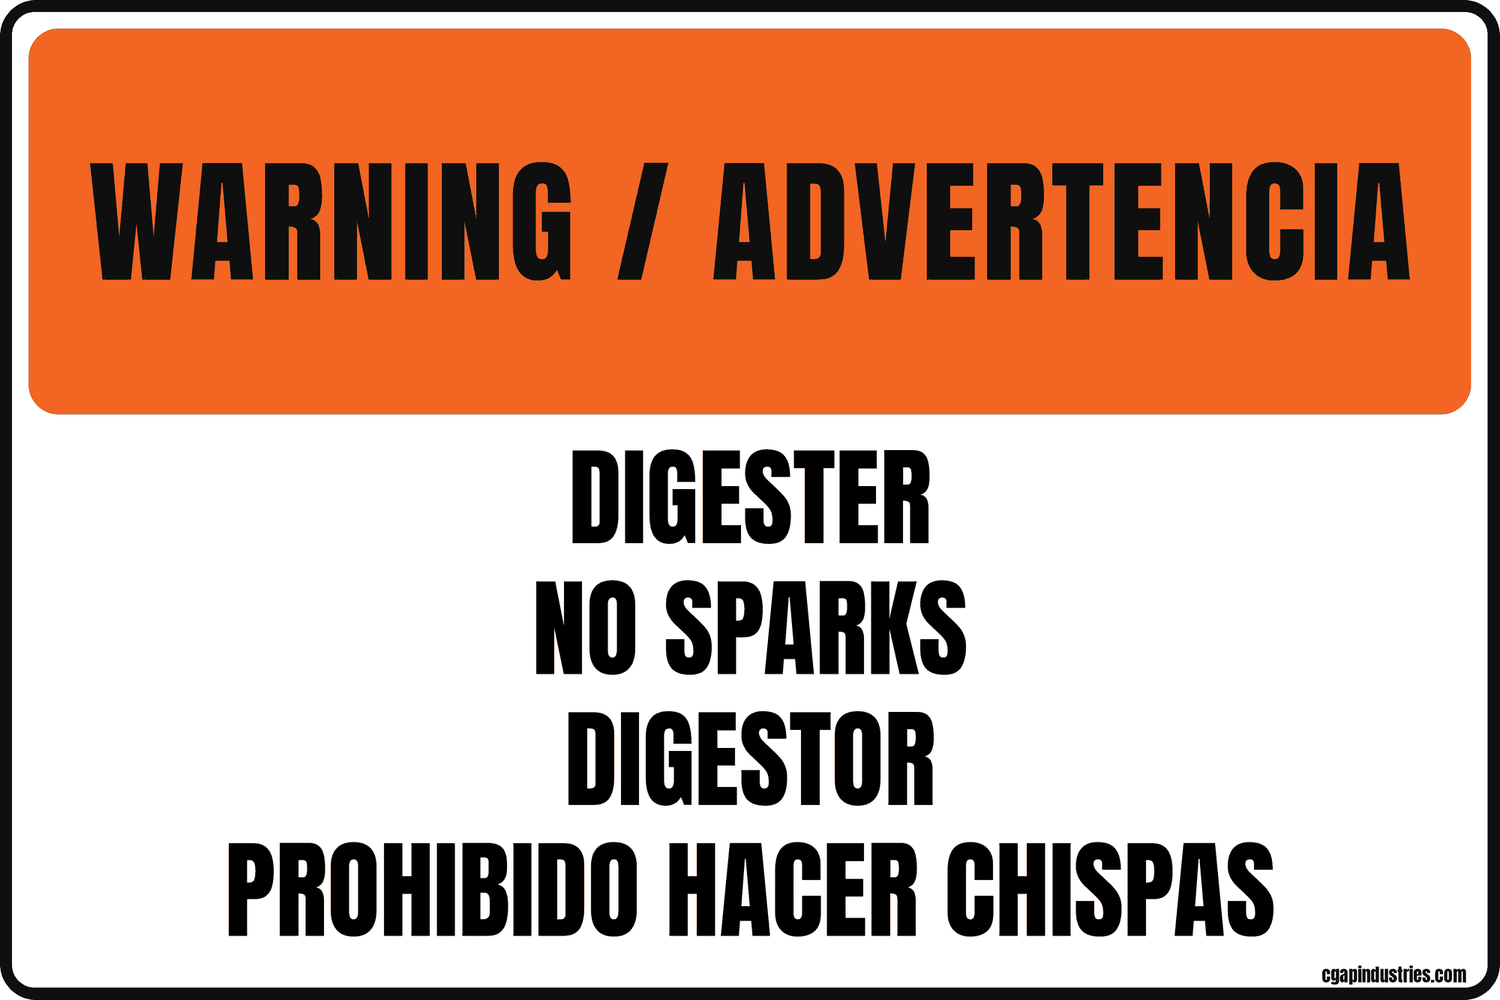 WARNING / ADVERTENCIA
DIGESTER
NO SPARKS
DIGESTOR
PROHIBIDO HACER CHISPAS
cgapindustries.com